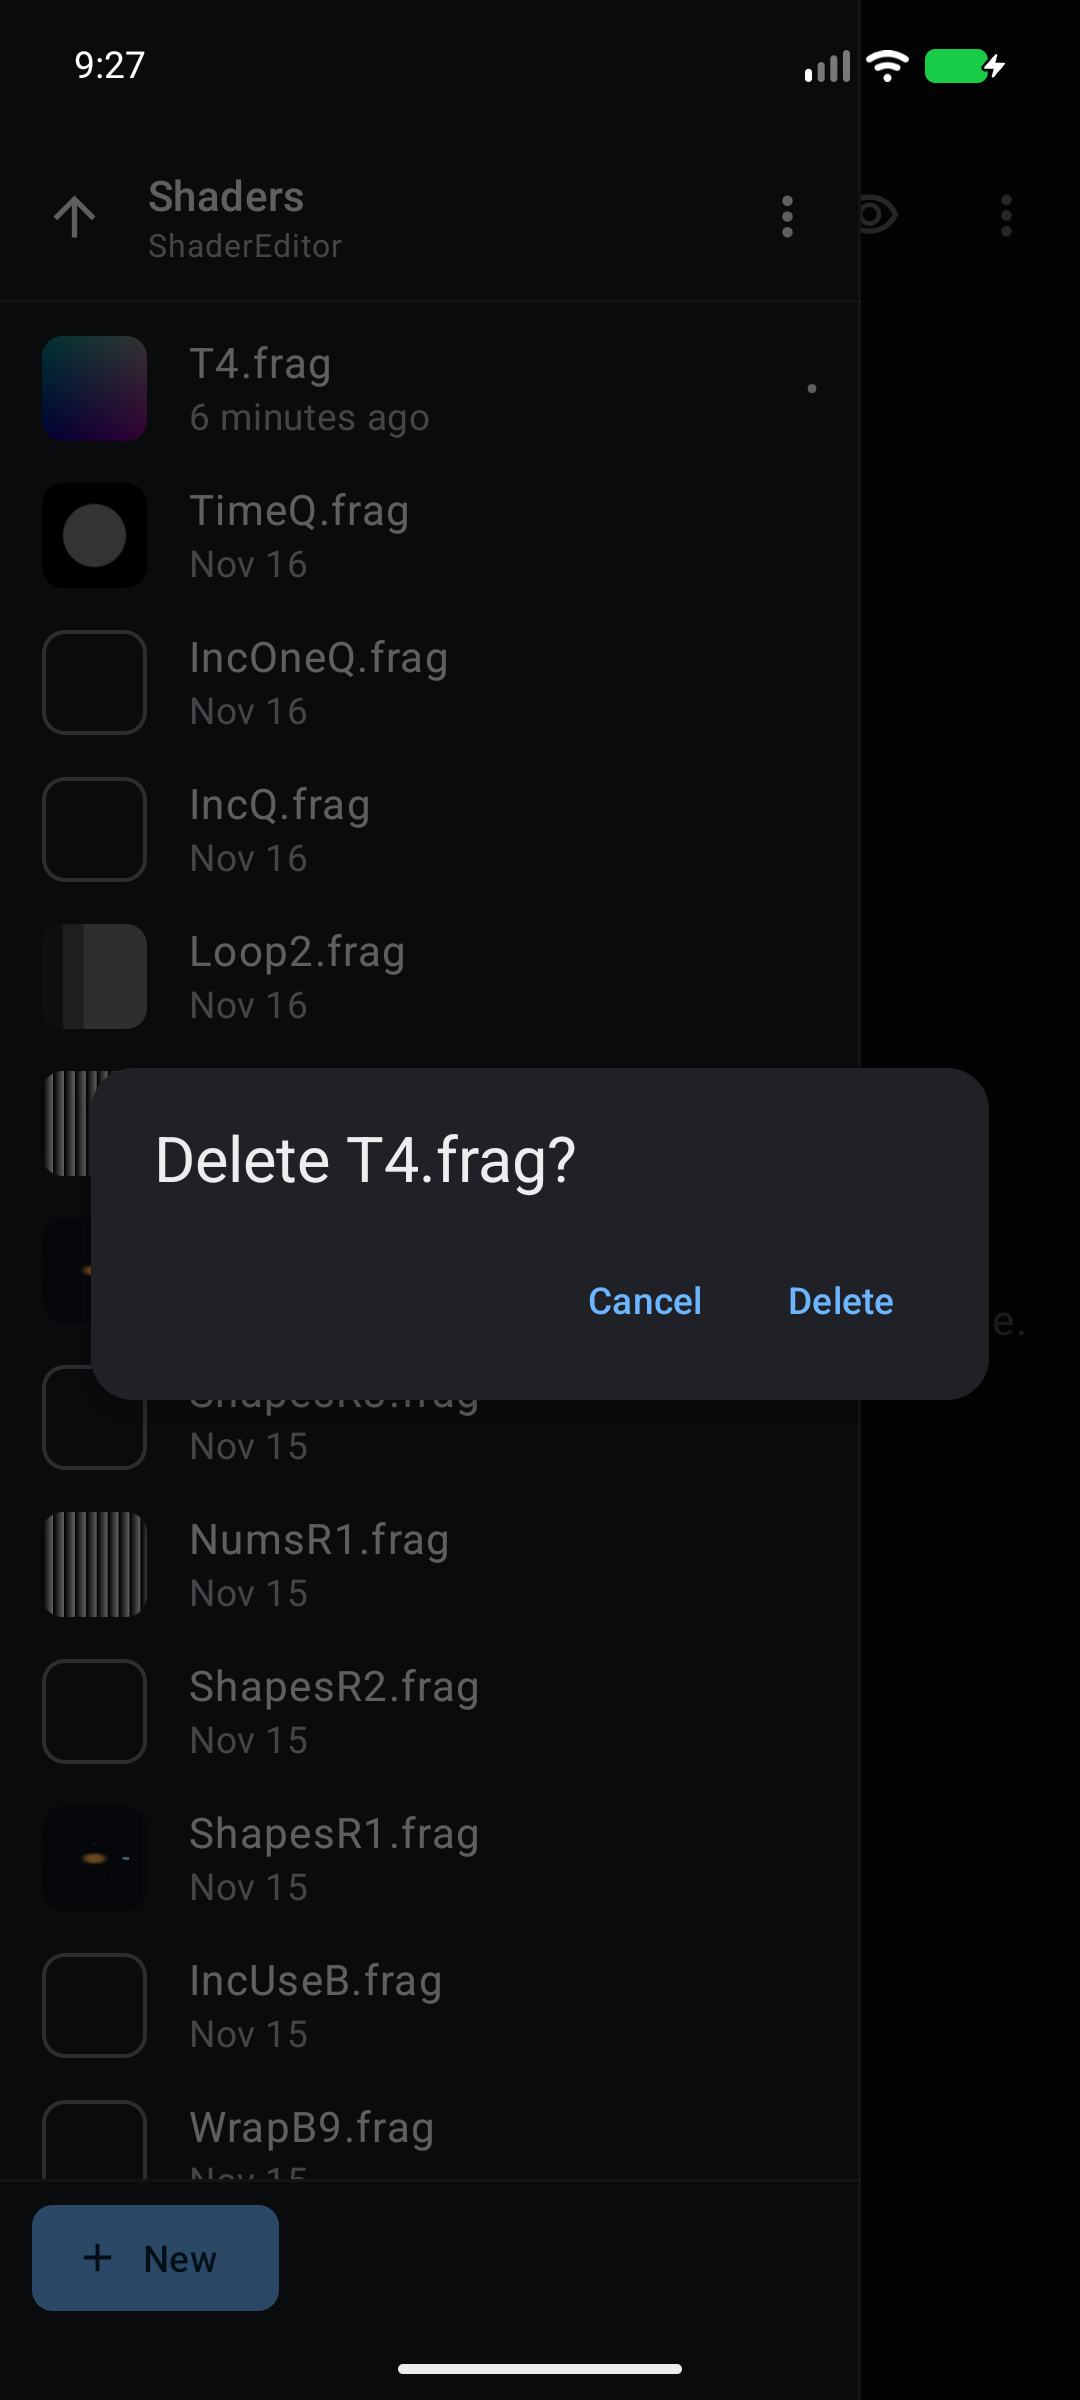 9:27
Shaders
ShaderEditor
T4.frag
6 minutes ago
TimeQ.frag
Nov 16
IncOneQ.frag
Nov 16
IncQ.frag
Nov 16
Loop2.frag
Nov 16
Delete T4.frag?
Cancel
Delete
e.
Nov 15
NumsR1.frag
Nov 15
ShapesR2.frag
Nov 15
ShapesR1.frag
Nov 15
IncUseB.frag
Nov 15
WrapB9.frag
Nov 15
New